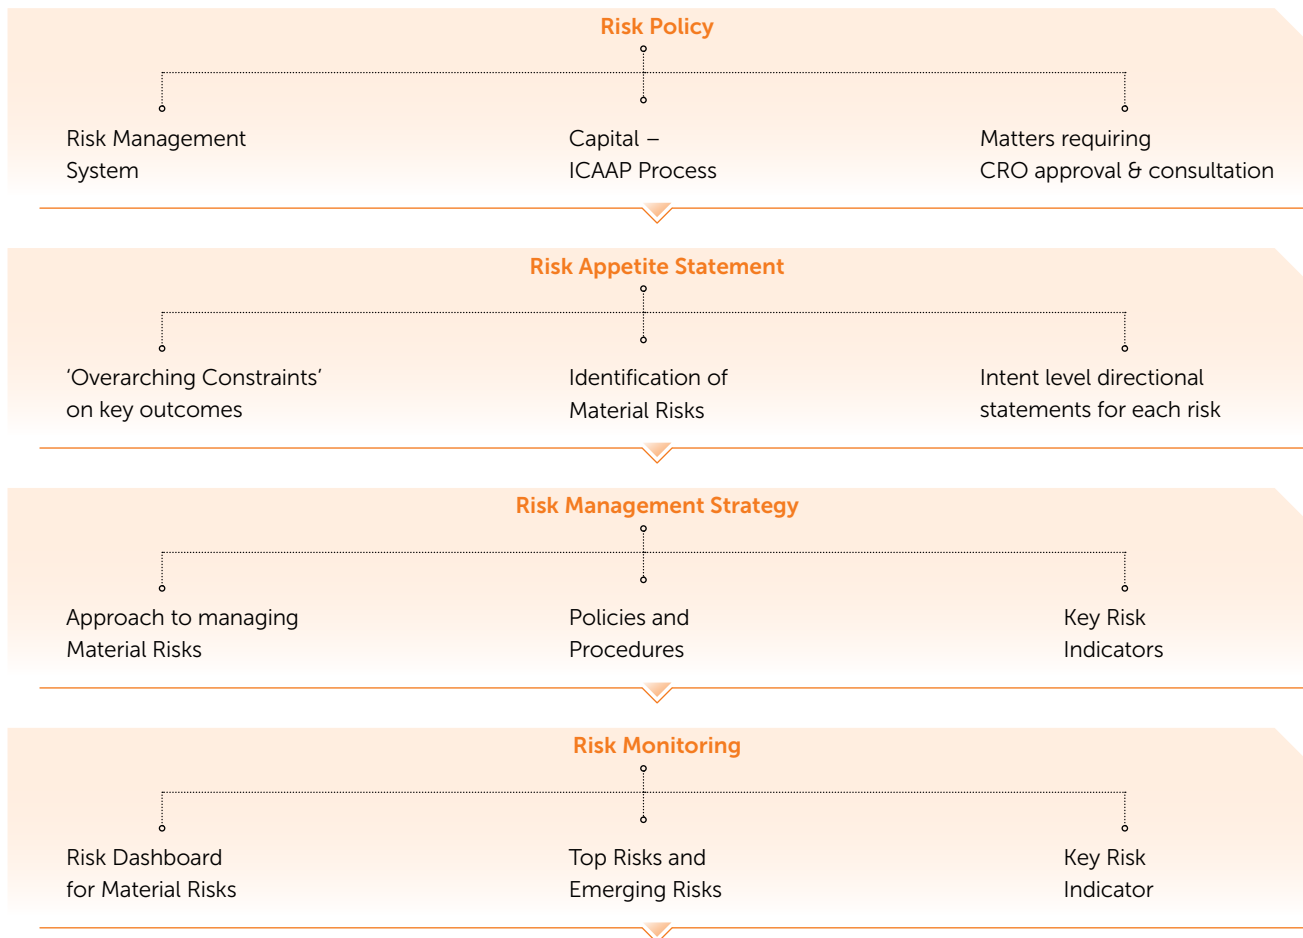 Risk Policy
Risk Management
System
Capital –
ICAAP Process
Matters requiring
CRO approval & consultation
Risk Appetite Statement
‘Overarching Constraints’
on key outcomes
Identification of
Material Risks
Intent level directional
statements for each risk
Risk Management Strategy
Approach to managing
Material Risks
Policies and
Procedures
Key Risk
Indicators
Risk Monitoring
Risk Dashboard
for Material Risks
Top Risks and
Emerging Risks
Key Risk
Indicator